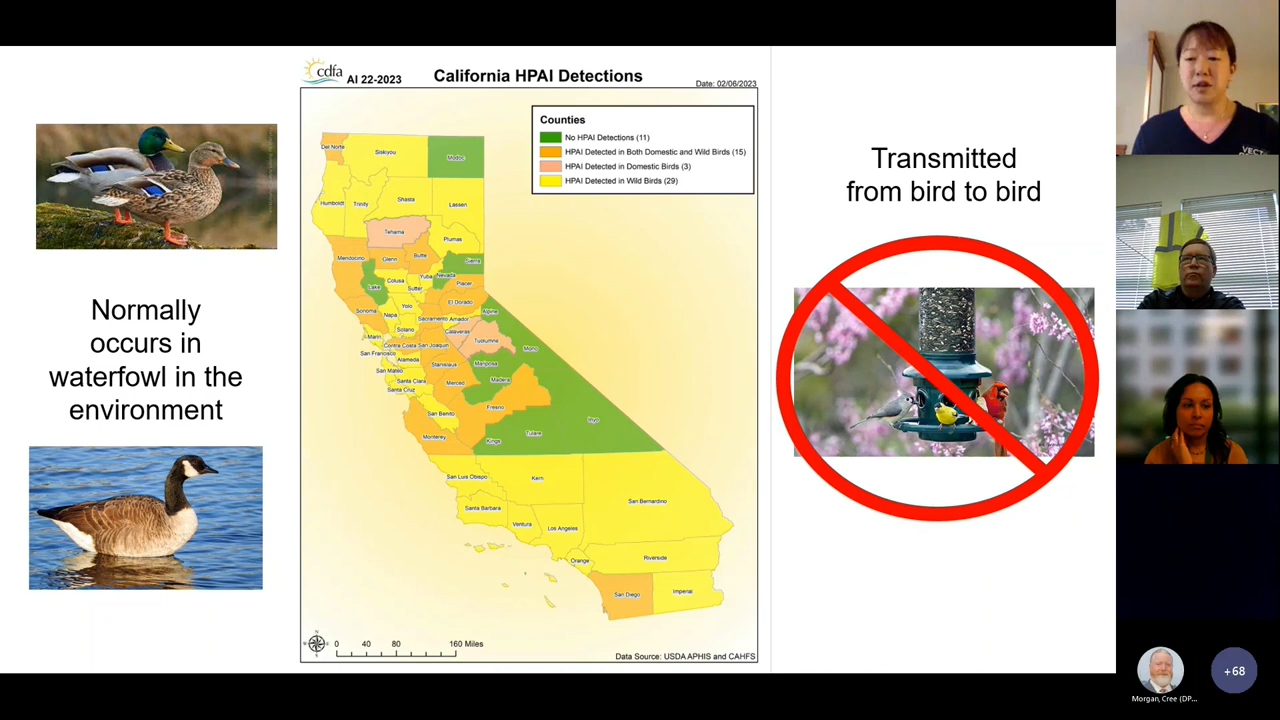 Normally
occurs in
waterfowl in the
environment
cdfa
AI 22-2023
California HPAI Detections
Date: 02/06/2023
Counties
No HPAI Detections (11)
HPAI Detected in Both Domestic and Wild Birds (15)
HPAI Detected in Domestic Birds (3)
HPAI Detected in Wild Birds (29)
Del Norte
Siskiyou
Modoc
Humboldt
Trinity
Shasta
Lassen
Tehama
Plumas
Mendocino
Glenn
Butte
Sierra
Lake
Colusa
Yuba
Nevada
Sutter
Placer
Sonoma
Napa
Yolo
El Dorado
Alpine
Sacramento
Amador
Marin
Solano
Calaveras
Tuolumne
San Francisco
Contra Costa
San Joaquin
Mono
Alameda
San Mateo
Stanislaus
Mariposa
Santa Clara
Merced
Madera
Santa Cruz
San Benito
Fresno
Inyo
Monterey
Kings
Tulare
San Luis Obispo
Kern
San Bernardino
Santa Barbara
Ventura
Los Angeles
Orange
Riverside
San Diego
Imperial
0 40 80 160 Miles
Data Source: USDA APHIS and CAHFS
Transmitted
from bird to bird
VECT
Morgan, Cree (DP...
+68